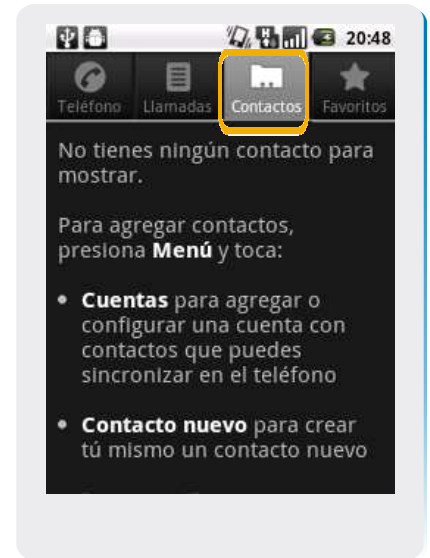 20:48
Teléfono Llamadas Contactos Favoritos
No tienes ningún contacto para
mostrar.
Para agregar contactos,
presiona Menú y toca:
• Cuentas para agregar o
configurar una cuenta con
contactos que puedes
sincronizar en el teléfono
• Contacto nuevo para crear
tú mismo un contacto nuevo